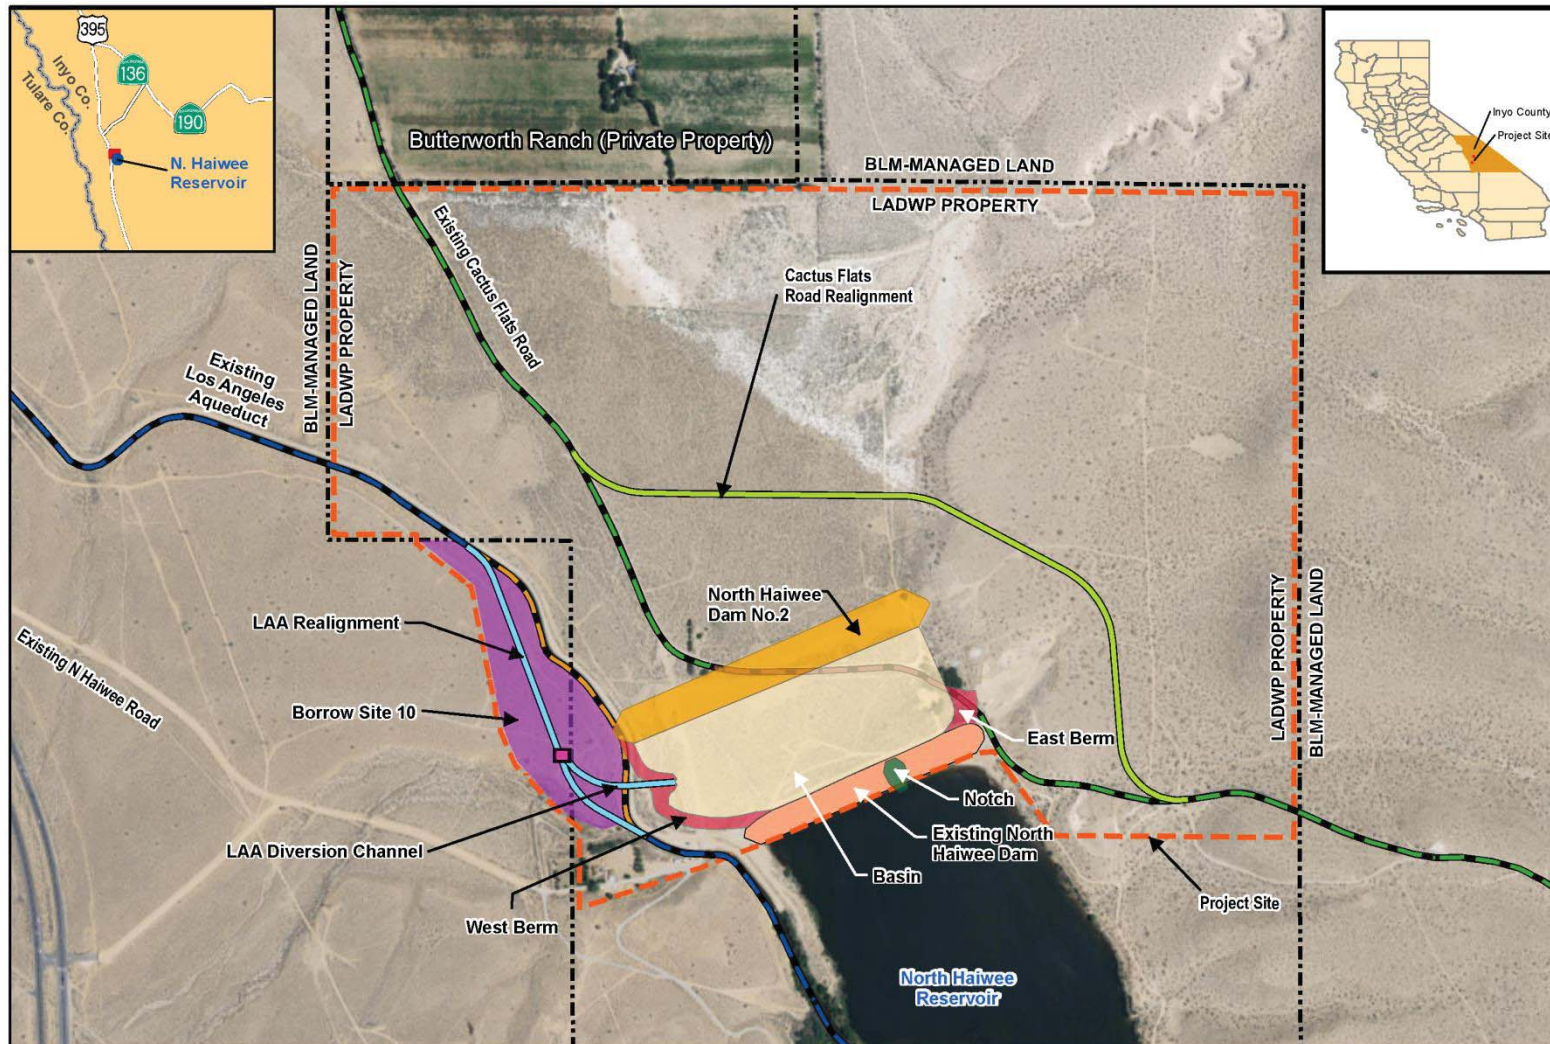 395
136
190
Inyo Co.
Tulare Co.
N. Haiwee
Reservoir
Inyo County
Project Site
Butterworth Ranch (Private Property)
BLM-MANAGED LAND
LADWP PROPERTY
BLM-MANAGED LAND
LADWP PROPERTY
Existing Cactus Flats Road
Cactus Flats
Road Realignment
Existing
Los Angeles
Aqueduct
LAA Realignment
North Haiwee
Dam No.2
LADWP PROPERTY
BLM-MANAGED LAND
Existing N Haiwee Road
Borrow Site 10
East Berm
Notch
LAA Diversion Channel
Existing North
Haiwee Dam
Basin
West Berm
Project Site
North Haiwee
Reservoir